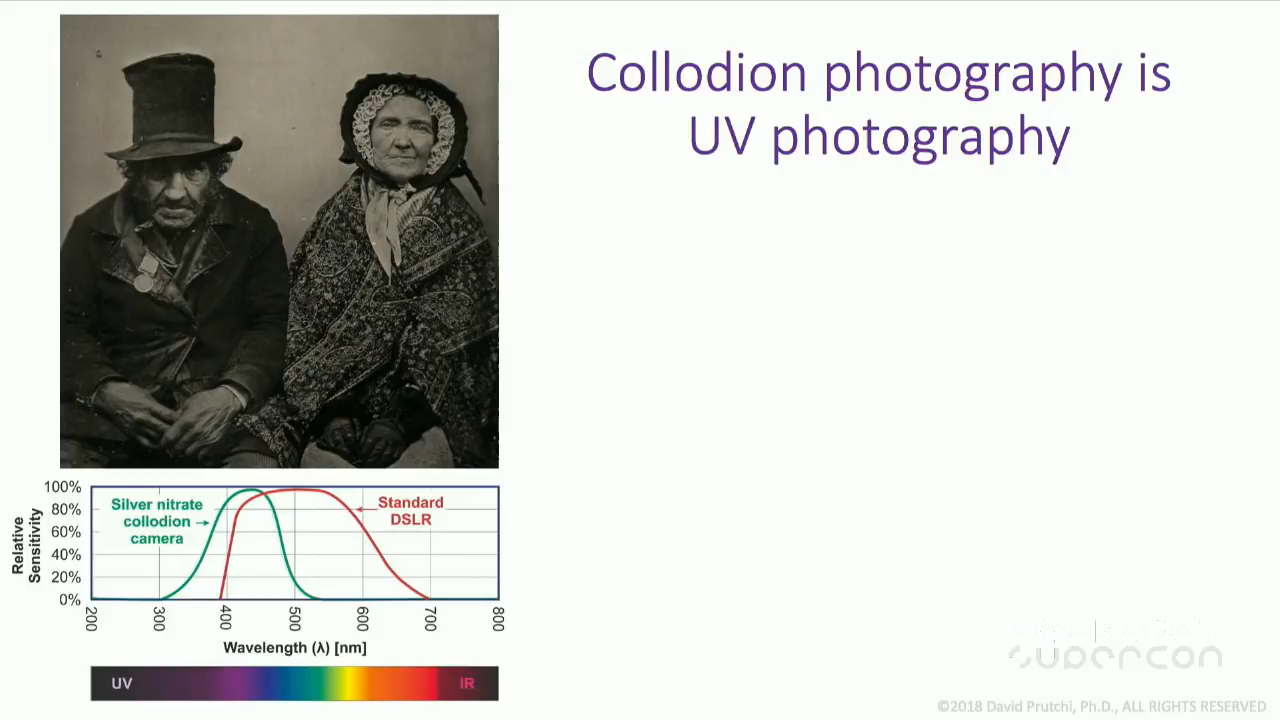 Collodion photography is
UV photography
100%
80%
60%
40%
20%
0%
Relative
Sensitivity
Silver nitrate
collodion
camera
Standard
DSLR
200
300
400
500
600
700
800
Wavelength (λ) [nm]
UV
IR
supercon
©2018 David Prutchi, Ph.D., ALL RIGHTS RESERVED